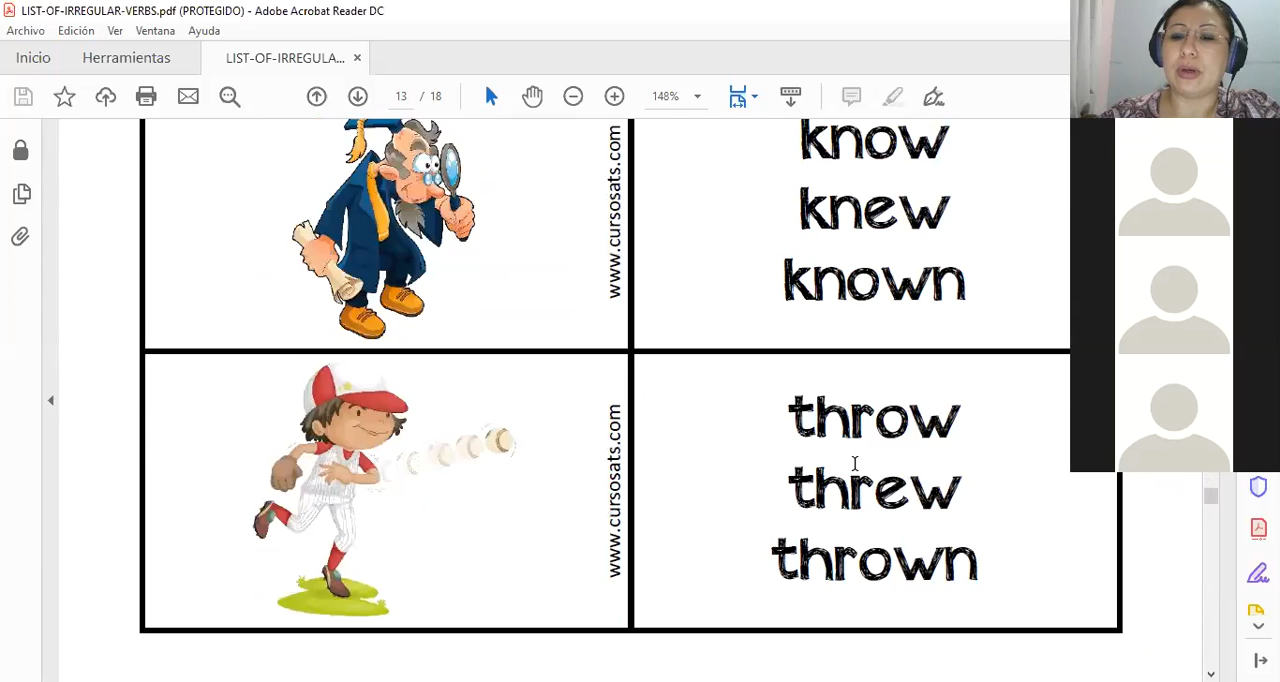 LIST-OF-IRREGULAR-VERBS.pdf (PROTEGIDO) - Adobe Acrobat Reader DC
Archivo Edición Ver Ventana Ayuda
Inicio Herramientas LIST-OF-IRREGULA... ×
13 / 18 148%
www.cursosats.com
know
knew
known
www.cursosats.com
throw
threw
thrown